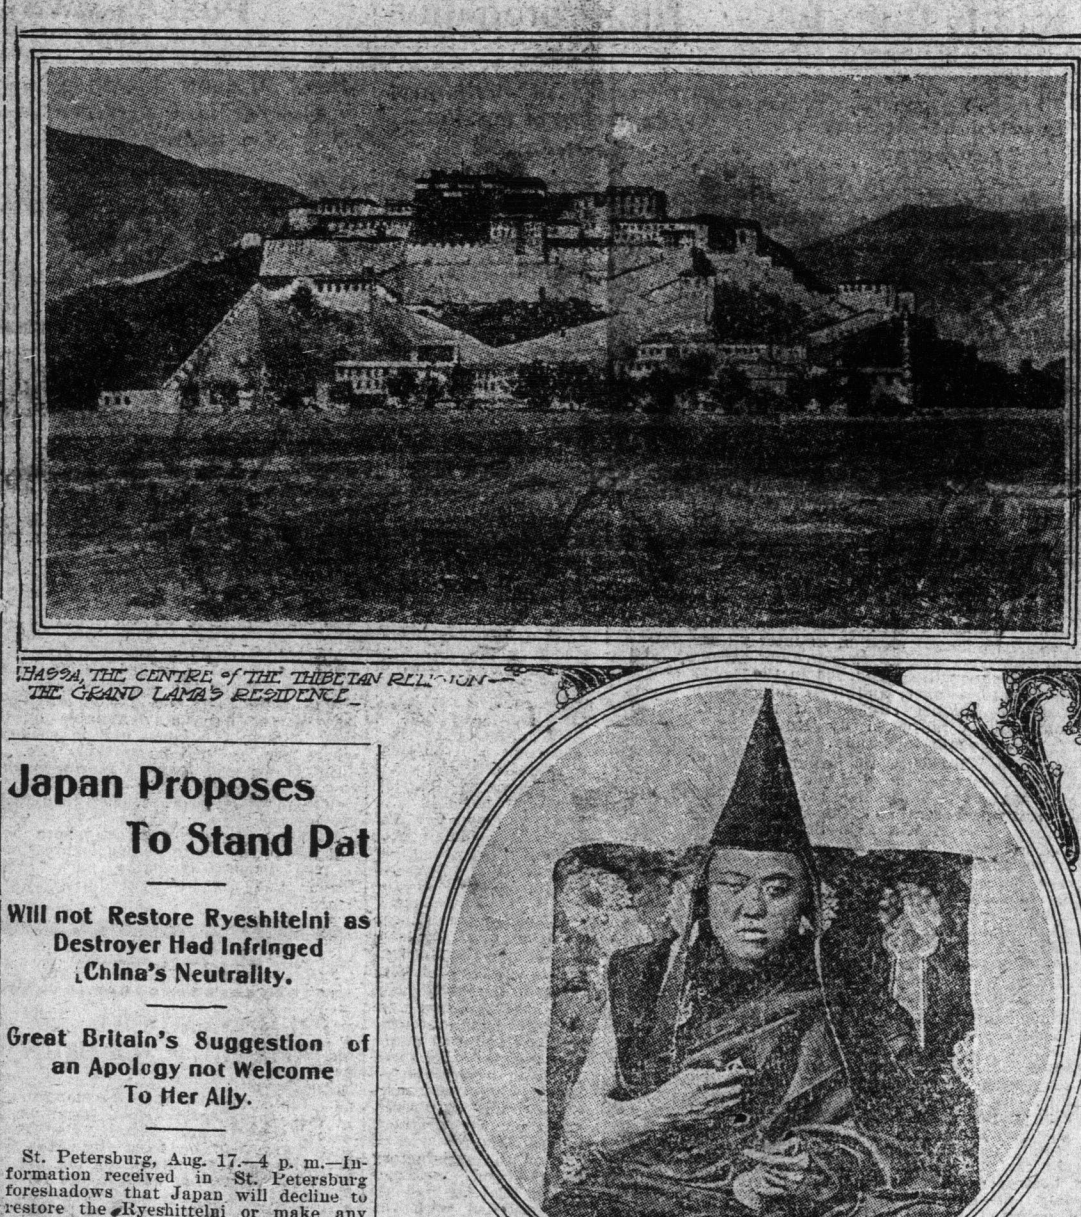 LHASSA, THE CENTRE of THE THIBETAN RELIGION—
THE GRAND LAMA'S RESIDENCE_
Japan Proposes
To Stand Pat
Will not Restore Ryeshitelni as
Destroyer Had Infringed
China's Neutrality.
Great Britain's Suggestion of
an Apology not Welcome
To Her Ally.
St. Petersburg, Aug. 17.—4 p. m.—In-
formation received in St. Petersburg
foreshadows that Japan will decline to
restore the Ryeshittelni or make any